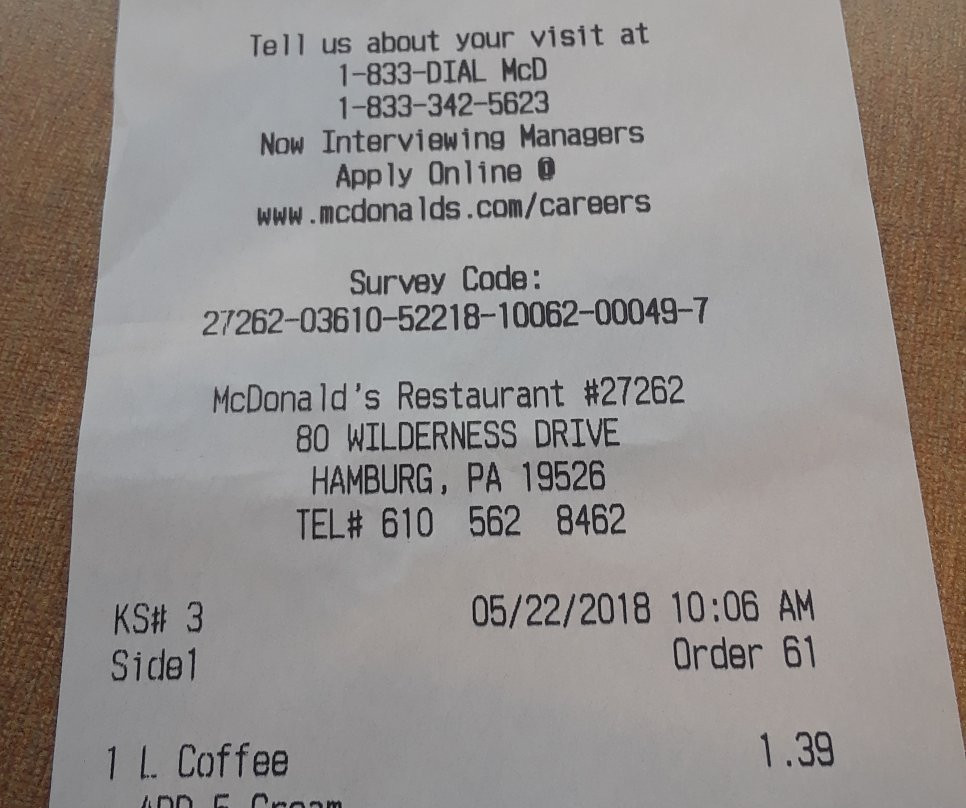 Tell us about your visit at
1-833-DIAL McD
1-833-342-5623
Now Interviewing Managers
Apply Online @
www.mcdonalds.com/careers
Survey Code:
27262-03610-52218-10062-00049-7
McDonald's Restaurant #27262
80 WILDERNESS DRIVE
HAMBURG, PA 19526
TEL# 610 562 8462
KS# 3 05/22/2018 10:06 AM
Side1 Order 61
1 L Coffee 1.39
ADD 5 Cream